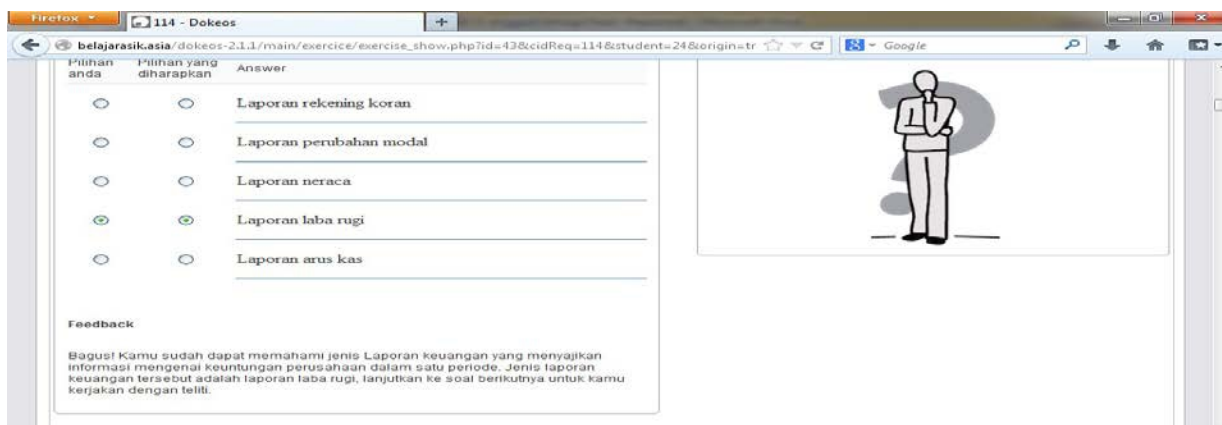 Firefox
114 - Dokeos
belajarasik.asia/dokeos-2.1.1/main/exercice/exercise_show.php?id=43&cidReq=114&student=24&origin=tr
Google
Pilihan anda
Pilihan yang diharapkan
Answer
Laporan rekening koran
Laporan perubahan modal
Laporan neraca
Laporan laba rugi
Laporan arus kas
Feedback
Bagus! Kamu sudah dapat memahami jenis Laporan keuangan yang menyajikan
informasi mengenai keuntungan perusahaan dalam satu periode. Jenis laporan
keuangan tersebut adalah laporan laba rugi, lanjutkan ke soal berikutnya untuk kamu
kerjakan dengan teliti.